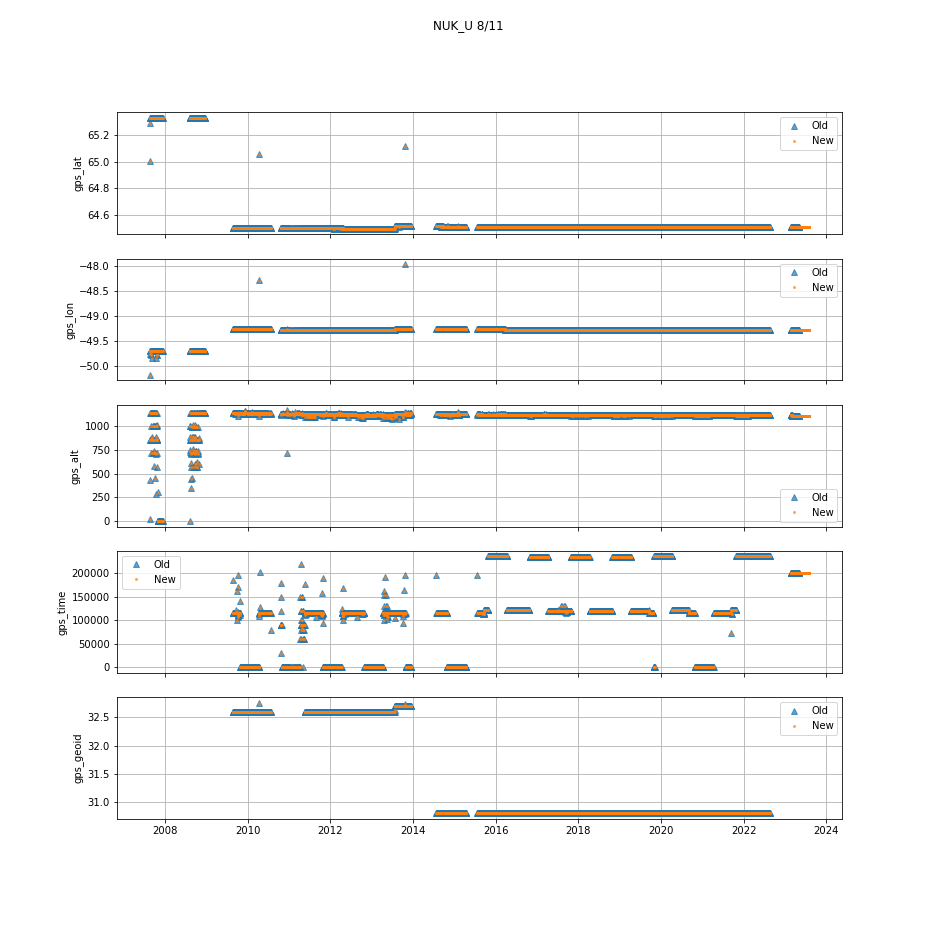 NUK_U 8/11
gps_lat
65.2
65.0
64.8
64.6
Old
New
gps_lon
−48.0
−48.5
−49.0
−49.5
−50.0
Old
New
gps_alt
1000
750
500
250
0
Old
New
gps_time
200000
150000
100000
50000
0
Old
New
gps_geoid
32.5
32.0
31.5
31.0
Old
New
2008 2010 2012 2014 2016 2018 2020 2022 2024